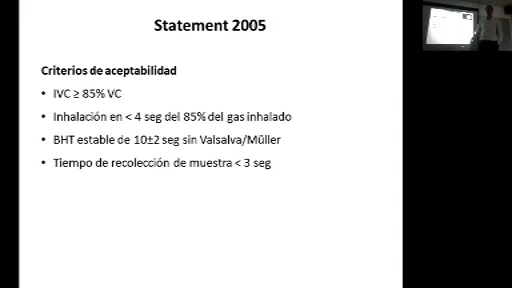 Statement 2005
Criterios de aceptabilidad
• IVC ≥ 85% VC
• Inhalación en < 4 seg del 85% del gas inhalado
• BHT estable de 10±2 seg sin Valsalva/Müller
• Tiempo de recolección de muestra < 3 seg